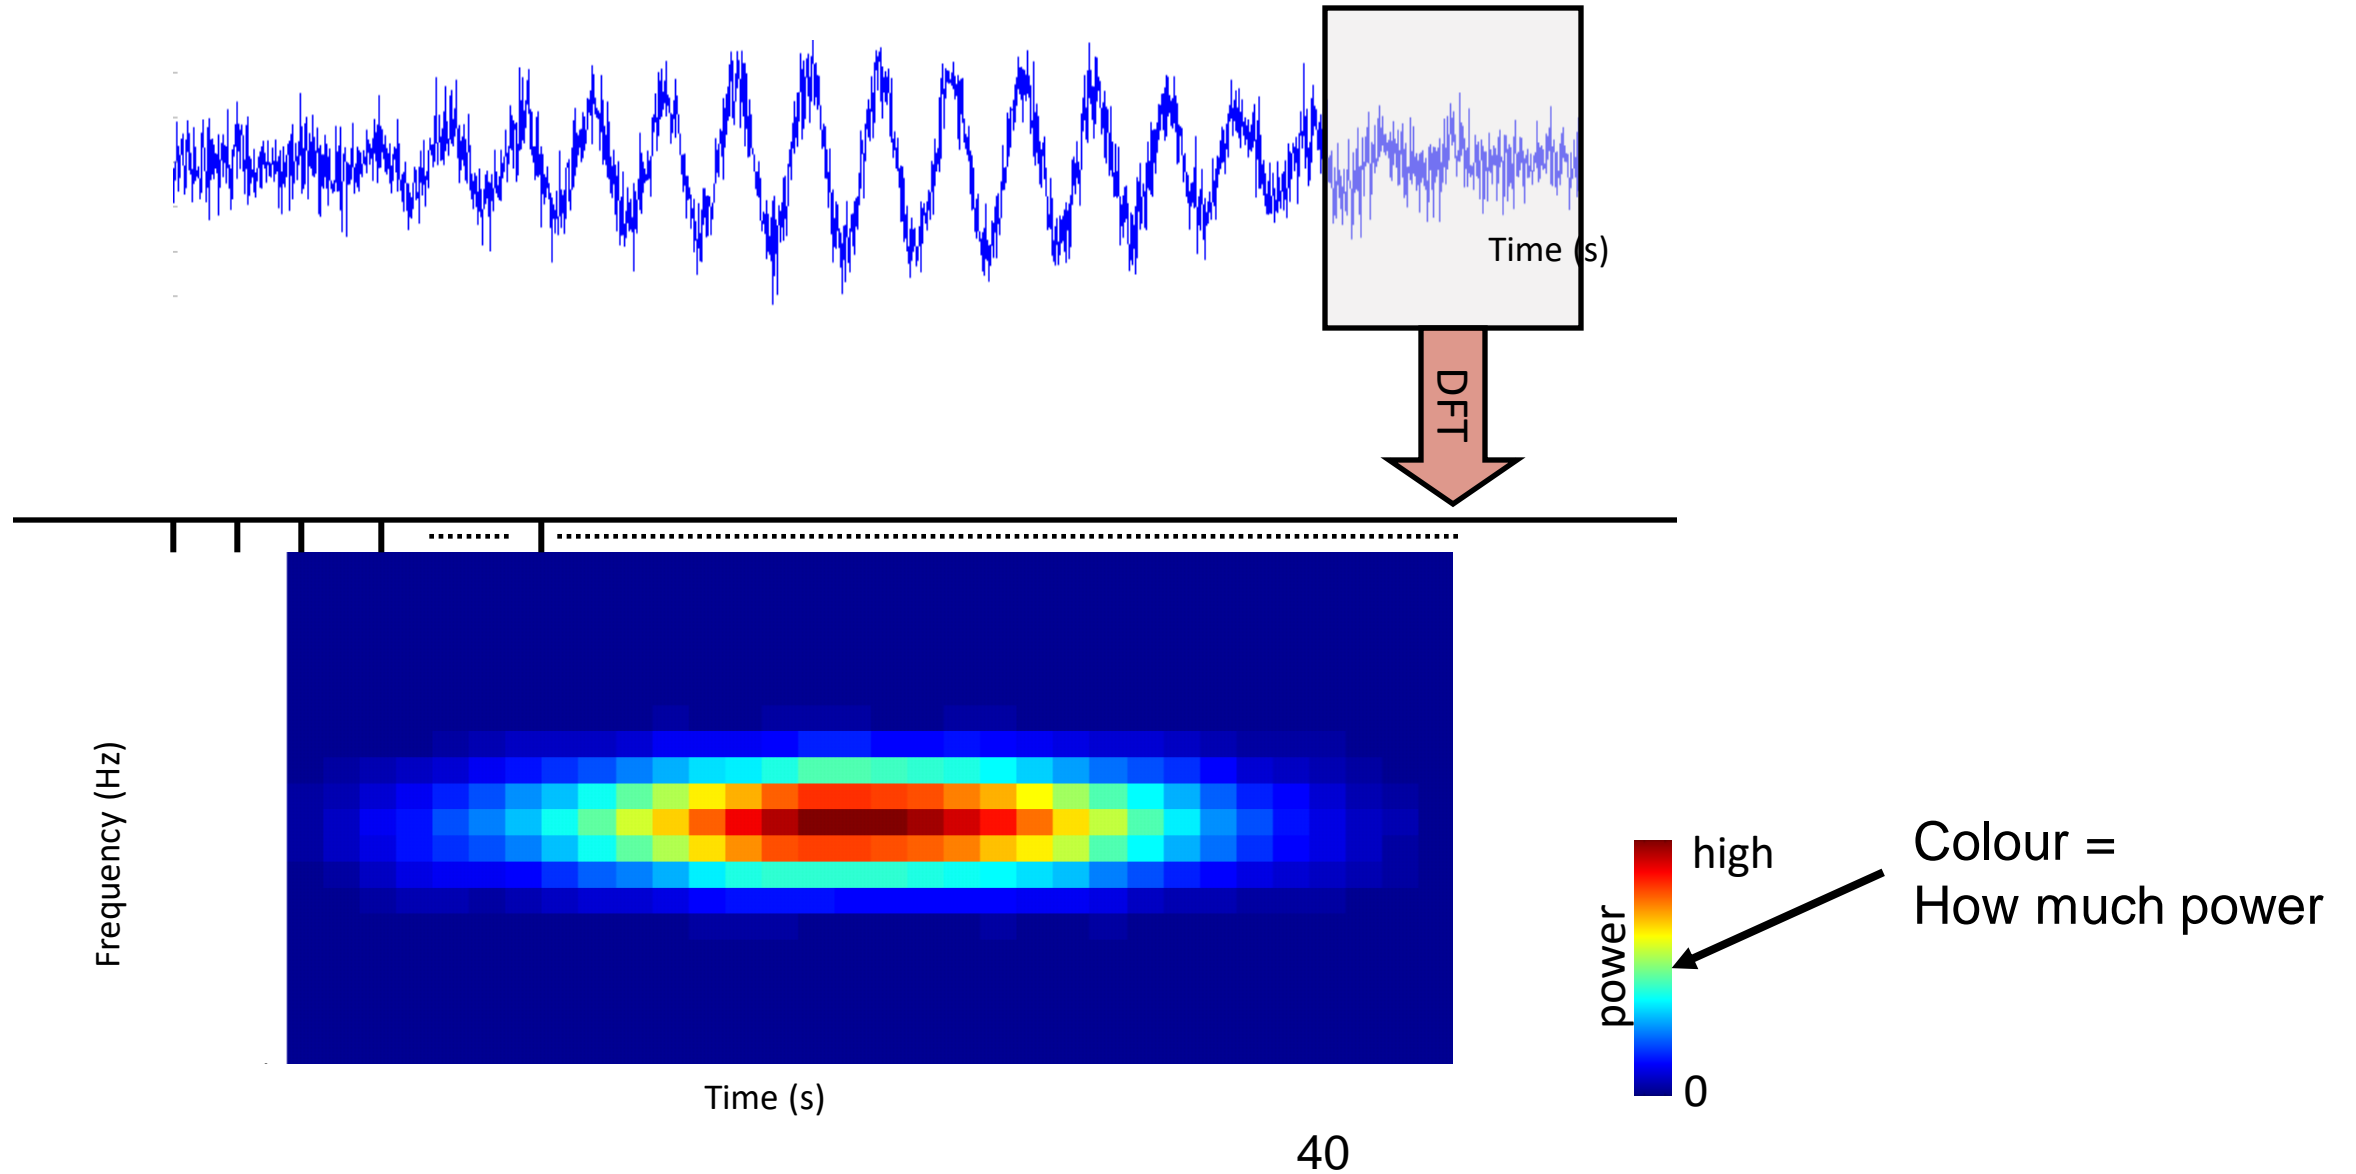 Time (s)
DFT
Frequency (Hz)
high
power
0
Colour =
How much power
Time (s)
40